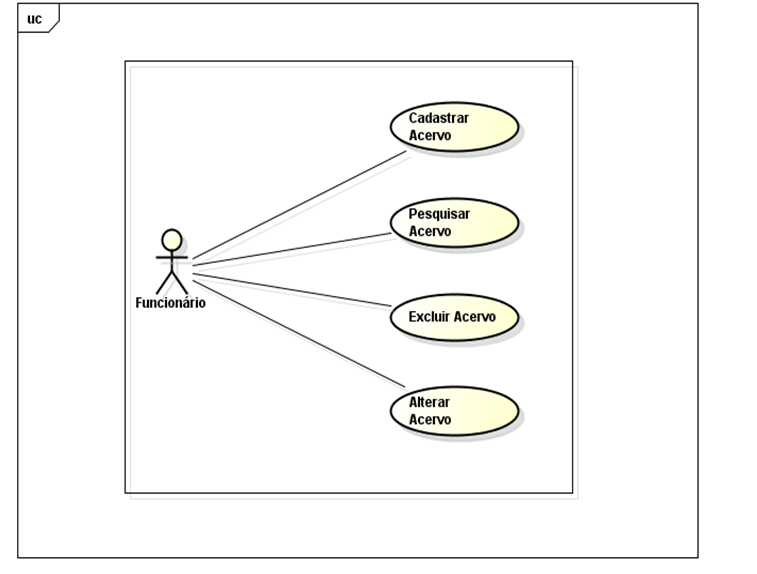 uc
Cadastrar
Acervo
Pesquisar
Acervo
Funcionário
Excluir Acervo
Alterar
Acervo